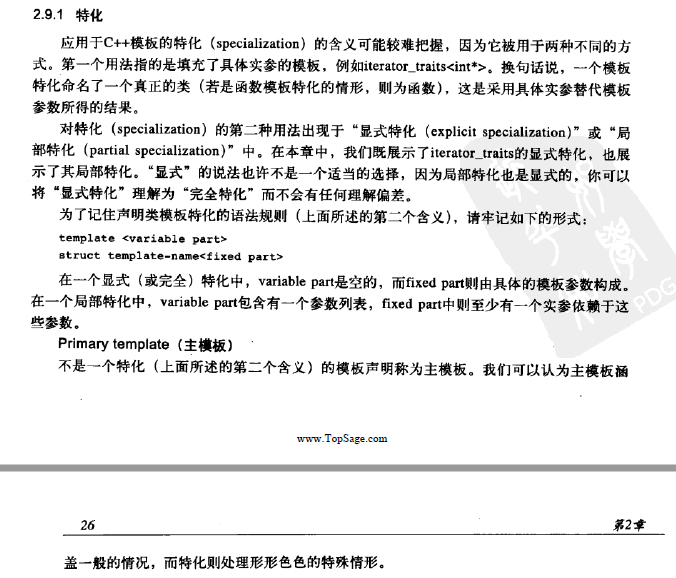 2.9.1 特化
应用于C++模板的特化（specialization）的含义可能较难把握，因为它被用于两种不同的方
式。第一个用法指的是填充了具体实参的模板，例如iterator_traits<int*>。换句话说，一个模板
特化命名了一个真正的类（若是函数模板特化的情形，则为函数），这是采用具体实参替代模板
参数所得的结果。
对特化（specialization）的第二种用法出现于“显式特化（explicit specialization）”或“局
部特化（partial specialization）”中。在本章中，我们既展示了iterator_traits的显式特化，也展
示了其局部特化。“显式”的说法也许不是一个适当的选择，因为局部特化也是显式的，你可以
将“显式特化”理解为“完全特化”而不会有任何理解偏差。
为了记住声明类模板特化的语法规则（上面所述的第二个含义），请牢记如下的形式：
template <variable part>
struct template-name<fixed part>
在一个显式（或完全）特化中，variable part是空的，而fixed part则由具体的模板参数构成。
在一个局部特化中，variable part包含有一个参数列表，fixed part中则至少有一个实参依赖于这
些参数。
Primary template（主模板）
不是一个特化（上面所述的第二个含义）的模板声明称为主模板。我们可以认为主模板涵
www.TopSage.com
26 第2章
盖一般的情况，而特化则处理形形色色的特殊情形。
PDG